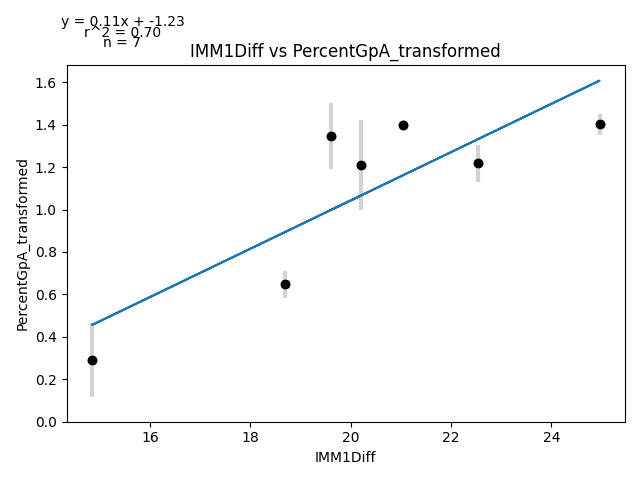 y = 0.11x + -1.23
r^2 = 0.70
n = 7
IMM1Diff vs PercentGpA_transformed
PercentGpA_transformed
1.6
1.4
1.2
1.0
0.8
0.6
0.4
0.2
0.0
16 18 20 22 24
IMM1Diff